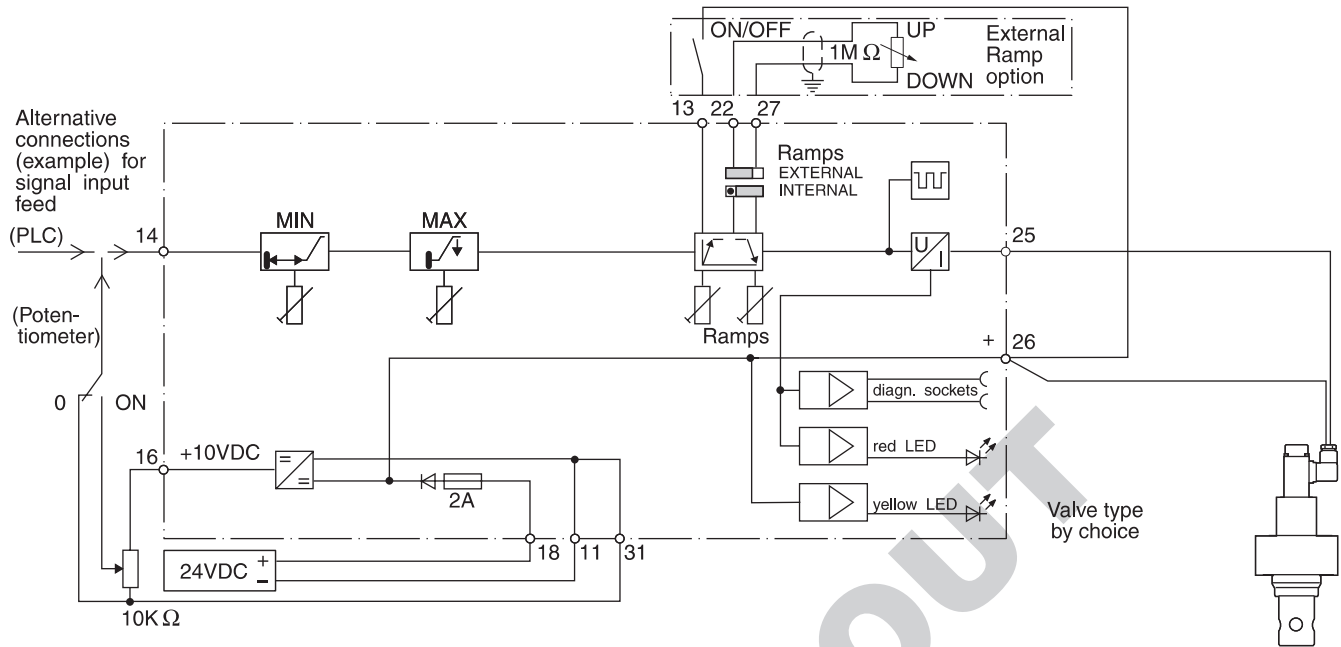 ON/OFF
UP
1M Ω
DOWN
External
Ramp
option
13 22 27
Alternative
connections
(example) for
signal input
feed
(PLC)
14
MIN
MAX
Ramps
EXTERNAL
INTERNAL
U
I
25
Ramps
(Poten-
tiometer)
+ 26
0 ON
diagn. sockets
16 +10VDC
= =
2A
red LED
yellow LED
Valve type
by choice
18 11 31
24VDC + –
10K Ω
OUT